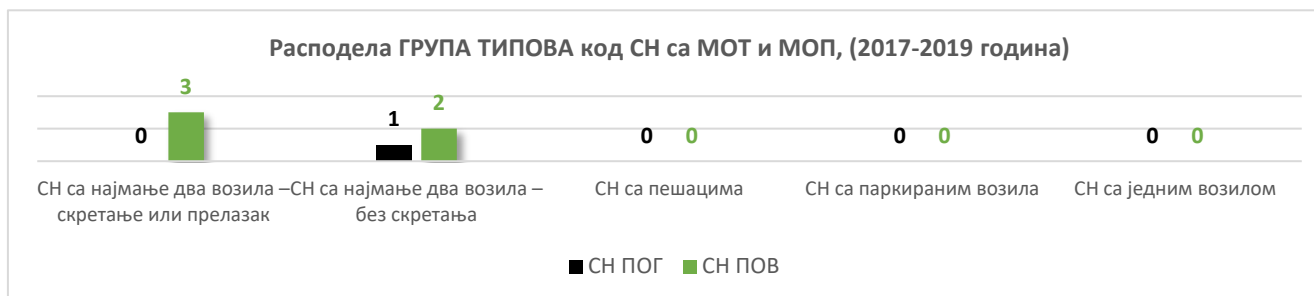 Расподела ГРУПА ТИПОВА код СН са МОТ и МОП, (2017-2019 година)
0 3 1 2 0 0 0 0 0 0
СН са најмање два возила – скретање или прелазак
СН са најмање два возила – без скретања
СН са пешацима
СН са паркираним возила
СН са једним возилом
СН ПОГ СН ПОВ